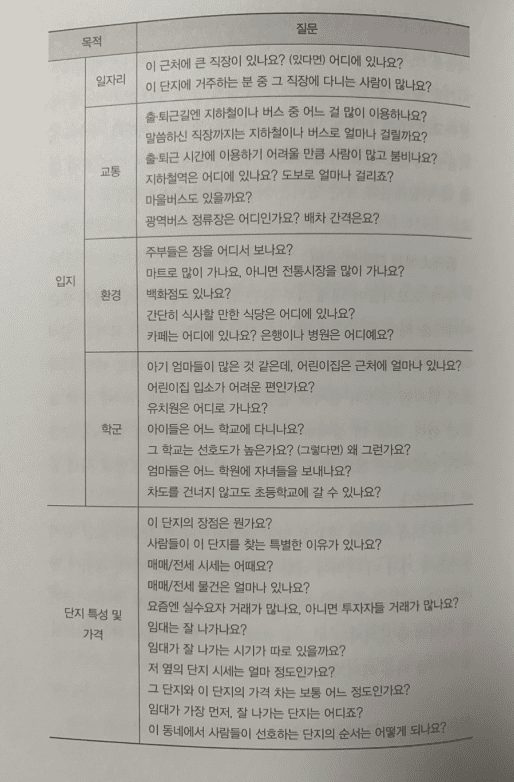 목적
질문
입지
일자리
이 근처에 큰 직장이 있나요? (있다면) 어디에 있나요?
이 단지에 거주하는 분 중 그 직장에 다니는 사람이 많나요?
교통
출·퇴근길엔 지하철이나 버스 중 어느 걸 많이 이용하나요?
말씀하신 직장까지는 지하철이나 버스로 얼마나 걸릴까요?
출·퇴근 시간에 이용하기 어려울 만큼 사람이 많고 붐비나요?
지하철역은 어디에 있나요? 도보로 얼마나 걸리죠?
마을버스도 있을까요?
광역버스 정류장은 어디인가요? 배차 간격은요?
환경
주부들은 장을 어디서 보나요?
마트로 많이 가나요, 아니면 전통시장을 많이 가나요?
백화점도 있나요?
간단히 식사할 만한 식당은 어디에 있나요?
카페는 어디에 있나요? 은행이나 병원은 어디예요?
학군
아기 엄마들이 많은 것 같은데, 어린이집은 근처에 얼마나 있나요?
어린이집 입소가 어려운 편인가요?
유치원은 어디로 가나요?
아이들은 어느 학교에 다니나요?
그 학교는 선호도가 높은가요? (그렇다면) 왜 그런가요?
엄마들은 어느 학원에 자녀들을 보내나요?
차도를 건너지 않고도 초등학교에 갈 수 있나요?
단지 특성 및
가격
이 단지의 장점은 뭔가요?
사람들이 이 단지를 찾는 특별한 이유가 있나요?
매매/전세 시세는 어때요?
매매/전세 물건은 얼마나 있나요?
요즘엔 실수요자 거래가 많나요, 아니면 투자자들 거래가 많나요?
임대는 잘 나가나요?
임대가 잘 나가는 시기가 따로 있을까요?
저 옆의 단지 시세는 얼마 정도인가요?
그 단지와 이 단지의 가격 차는 보통 어느 정도인가요?
임대가 가장 먼저, 잘 나가는 단지는 어디죠?
이 동네에서 사람들이 선호하는 단지의 순서는 어떻게 되나요?